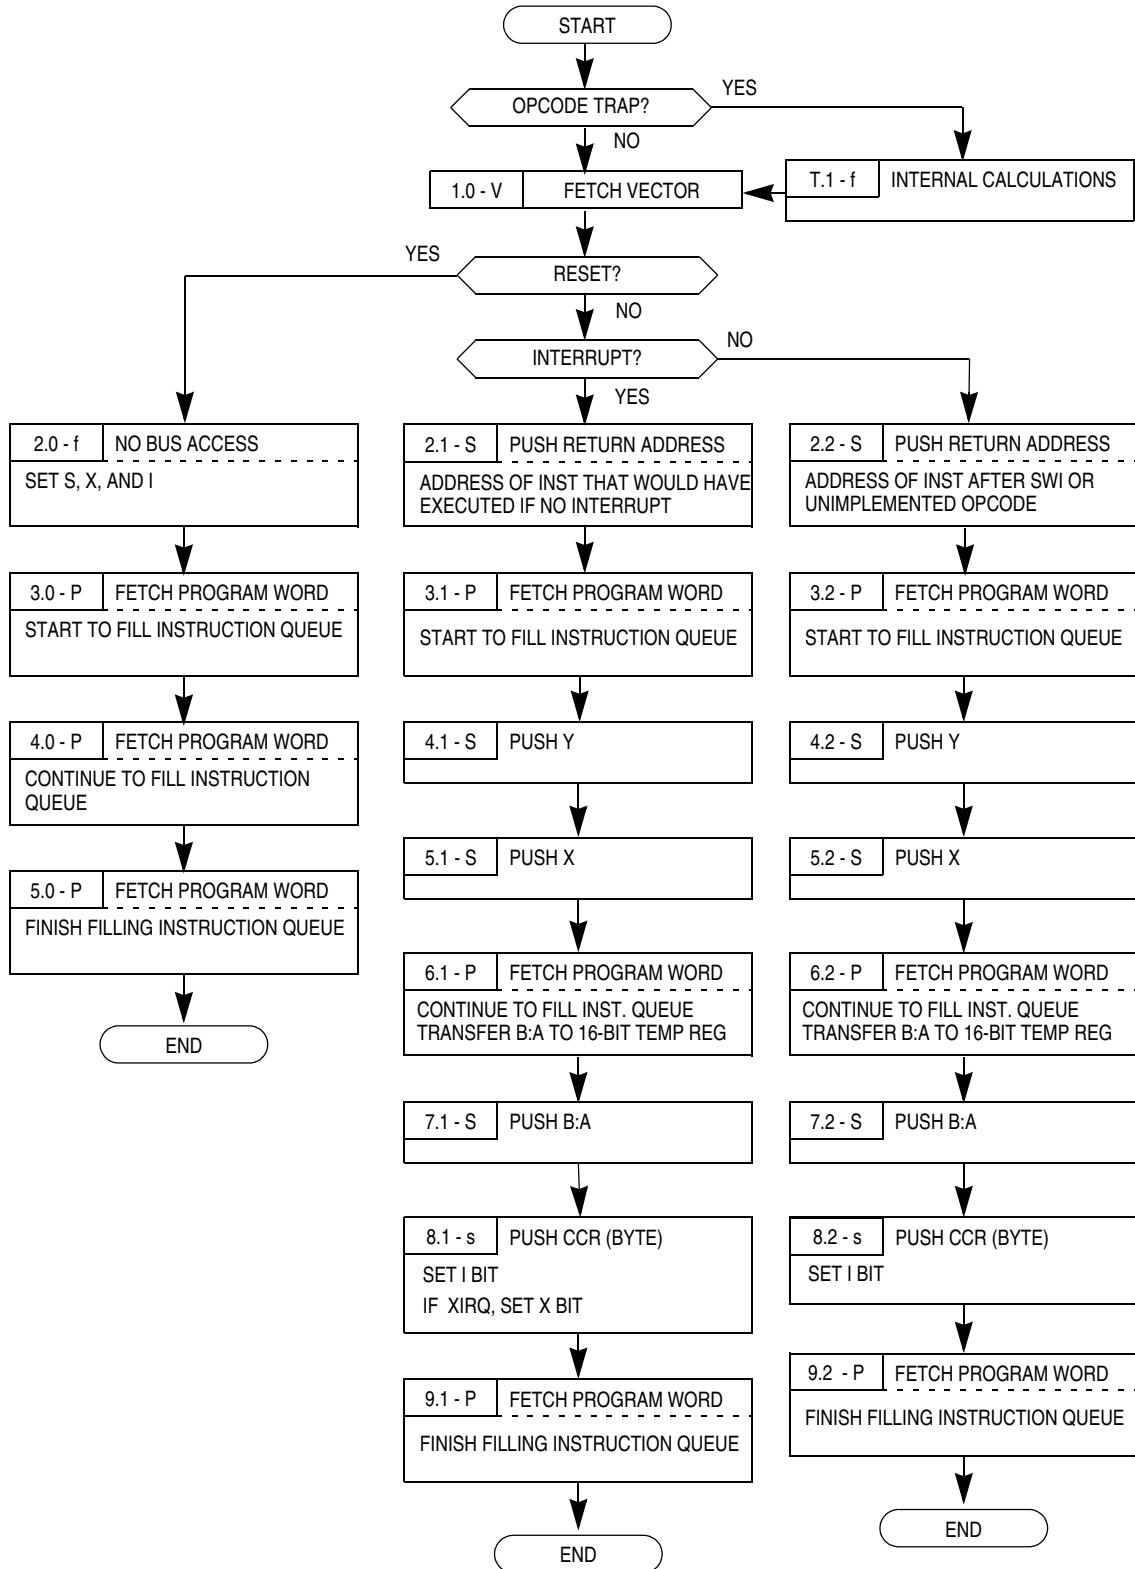 START
OPCODE TRAP?
YES
NO
T.1 - f INTERNAL CALCULATIONS
1.0 - V FETCH VECTOR
YES
RESET?
NO
INTERRUPT?
NO
YES
2.0 - f NO BUS ACCESS
SET S, X, AND I
3.0 - P FETCH PROGRAM WORD
START TO FILL INSTRUCTION QUEUE
4.0 - P FETCH PROGRAM WORD
CONTINUE TO FILL INSTRUCTION
QUEUE
5.0 - P FETCH PROGRAM WORD
FINISH FILLING INSTRUCTION QUEUE
END
2.1 - S PUSH RETURN ADDRESS
ADDRESS OF INST THAT WOULD HAVE
EXECUTED IF NO INTERRUPT
3.1 - P FETCH PROGRAM WORD
START TO FILL INSTRUCTION QUEUE
4.1 - S PUSH Y
5.1 - S PUSH X
6.1 - P FETCH PROGRAM WORD
CONTINUE TO FILL INST. QUEUE
TRANSFER B:A TO 16-BIT TEMP REG
7.1 - S PUSH B:A
8.1 - s PUSH CCR (BYTE)
SET I BIT
IF XIRQ, SET X BIT
9.1 - P FETCH PROGRAM WORD
FINISH FILLING INSTRUCTION QUEUE
END
2.2 - S PUSH RETURN ADDRESS
ADDRESS OF INST AFTER SWI OR
UNIMPLEMENTED OPCODE
3.2 - P FETCH PROGRAM WORD
START TO FILL INSTRUCTION QUEUE
4.2 - S PUSH Y
5.2 - S PUSH X
6.2 - P FETCH PROGRAM WORD
CONTINUE TO FILL INST. QUEUE
TRANSFER B:A TO 16-BIT TEMP REG
7.2 - S PUSH B:A
8.2 - s PUSH CCR (BYTE)
SET I BIT
9.2 - P FETCH PROGRAM WORD
FINISH FILLING INSTRUCTION QUEUE
END